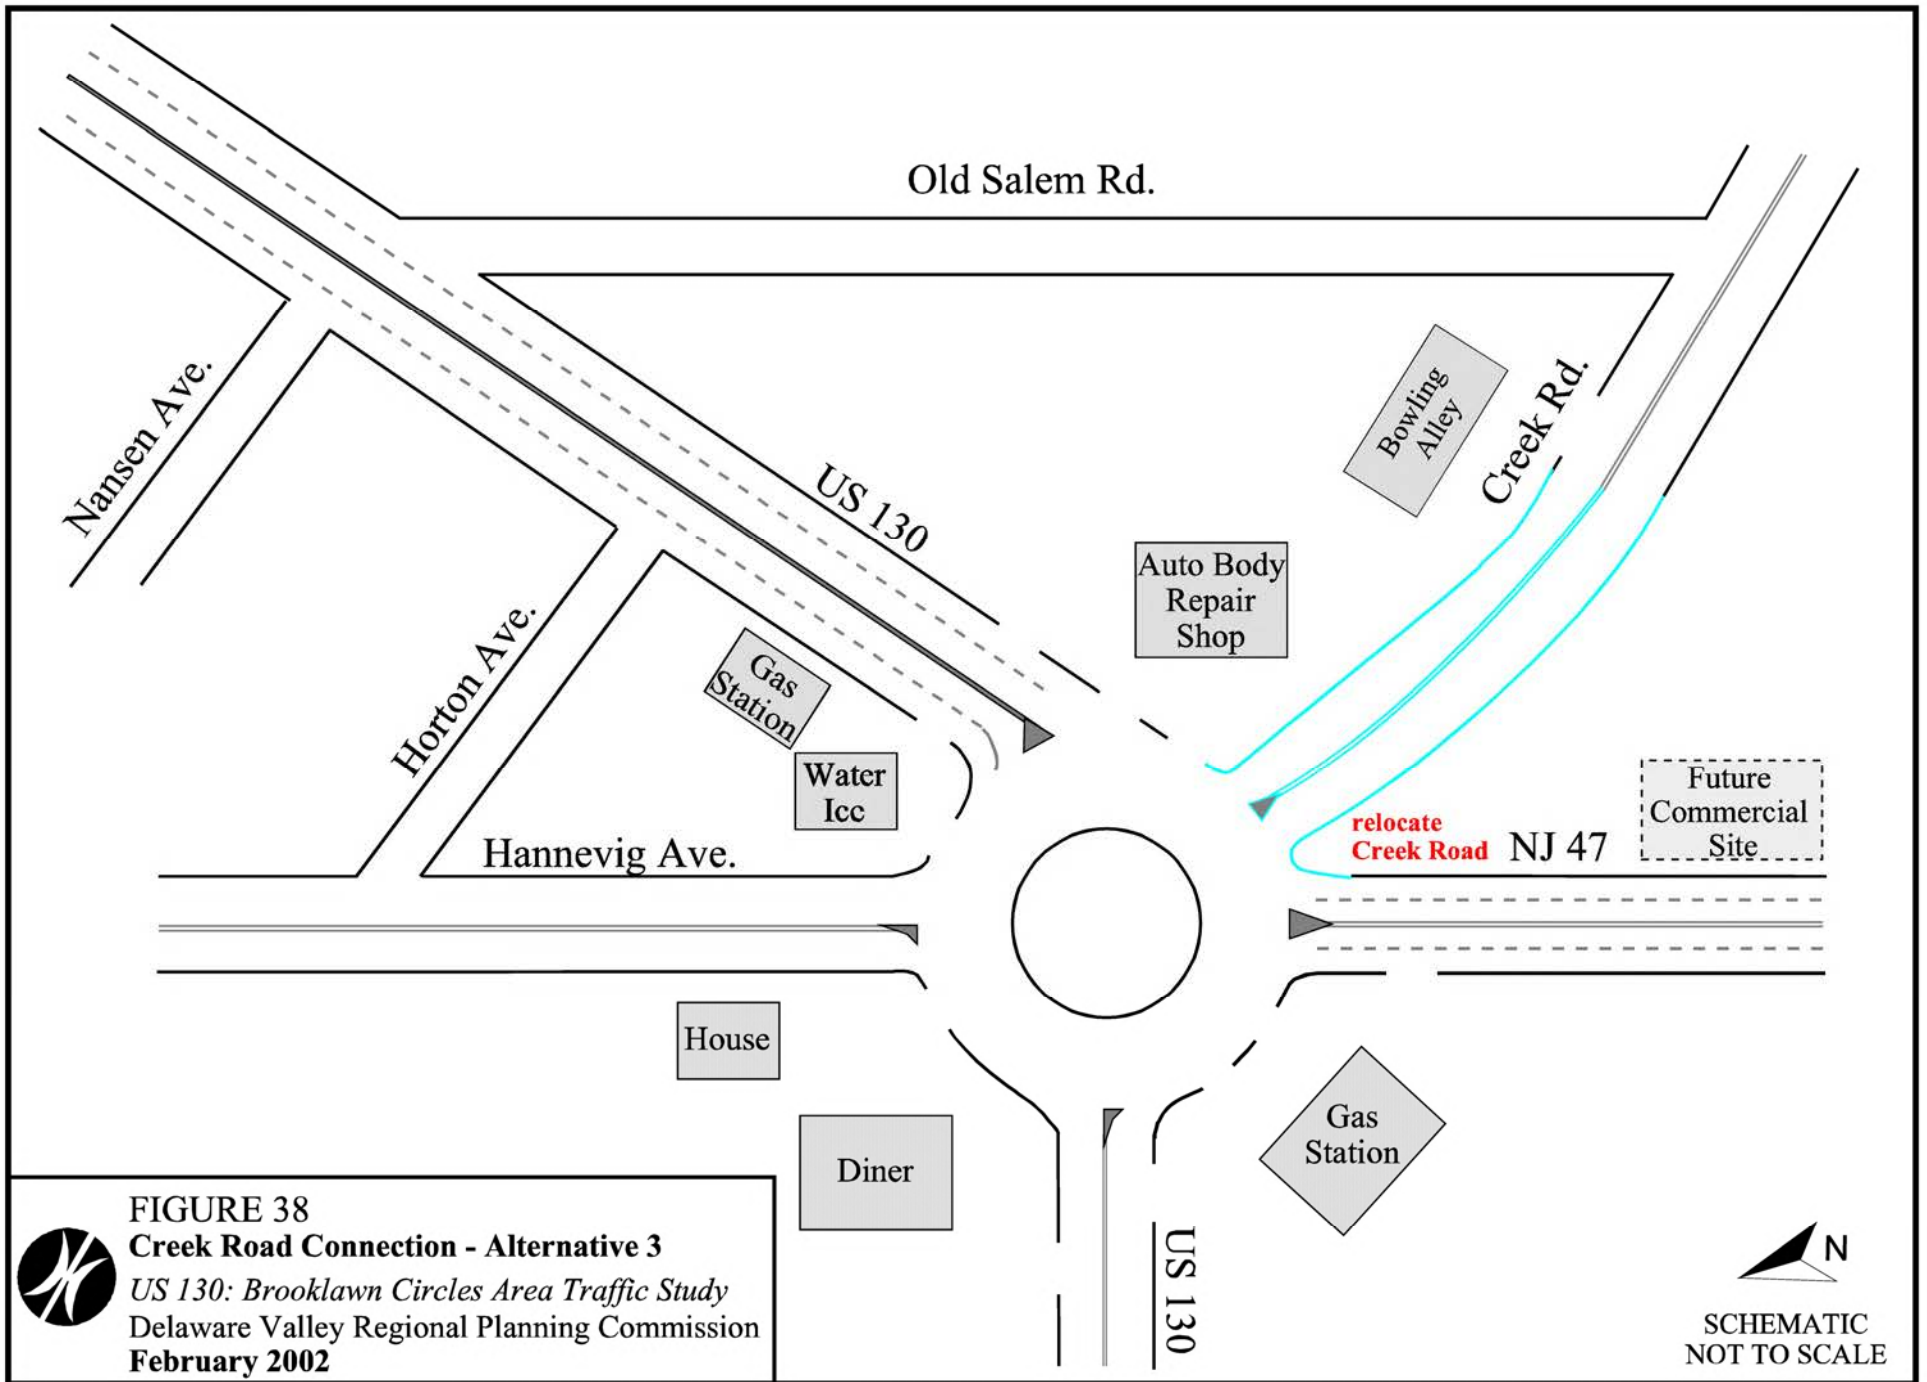 Old Salem Rd.
Nansen Ave.
US 130
Bowling
Alley
Creek Rd.
Auto Body
Repair
Shop
Horton Ave.
Gas
Station
Water
Icc
Hannevig Ave.
relocate
Creek Road
NJ 47
Future
Commercial
Site
House
Diner
Gas
Station
US 130
FIGURE 38
Creek Road Connection - Alternative 3
US 130: Brooklawn Circles Area Traffic Study
Delaware Valley Regional Planning Commission
February 2002
N
SCHEMATIC
NOT TO SCALE